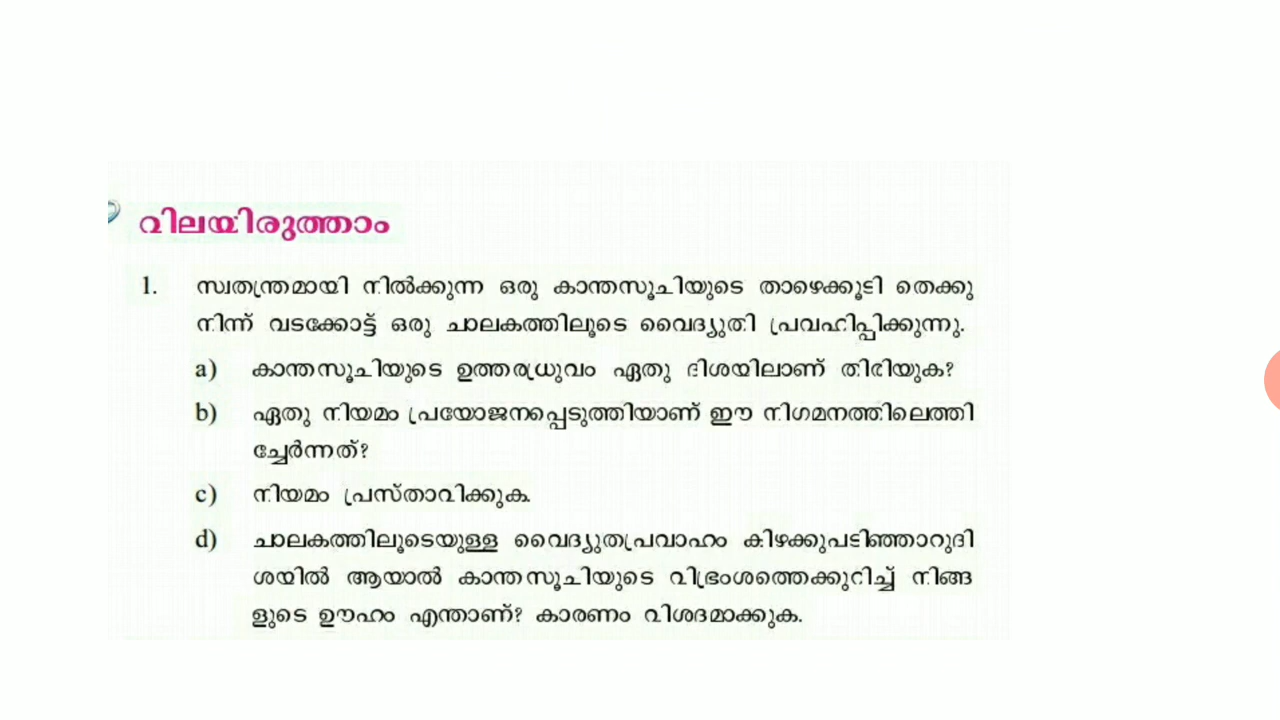 വിലയിരുത്താം
1. സ്വതന്ത്രമായി നിൽക്കുന്ന ഒരു കാന്തസൂചിയുടെ താഴെക്കൂടി തെക്കു
നിന്ന് വടക്കോട്ട് ഒരു ചാലകത്തിലൂടെ വൈദ്യുതി പ്രവഹിപ്പിക്കുന്നു.
a) കാന്തസൂചിയുടെ ഉത്തരധ്രുവം ഏതു ദിശയിലാണ് തിരിയുക?
b) ഏതു നിയമം പ്രയോജനപ്പെടുത്തിയാണ് ഈ നിഗമനത്തിലെത്തി
ച്ചേർന്നത്?
c) നിയമം പ്രസ്താവിക്കുക.
d) ചാലകത്തിലൂടെയുള്ള വൈദ്യുതപ്രവാഹം കിഴക്കുപടിഞ്ഞാറുദി
ശയിൽ ആയാൽ കാന്തസൂചിയുടെ വിഭ്രംശത്തെക്കുറിച്ച് നിങ്ങ
ളുടെ ഊഹം എന്താണ്? കാരണം വിശദമാക്കുക.